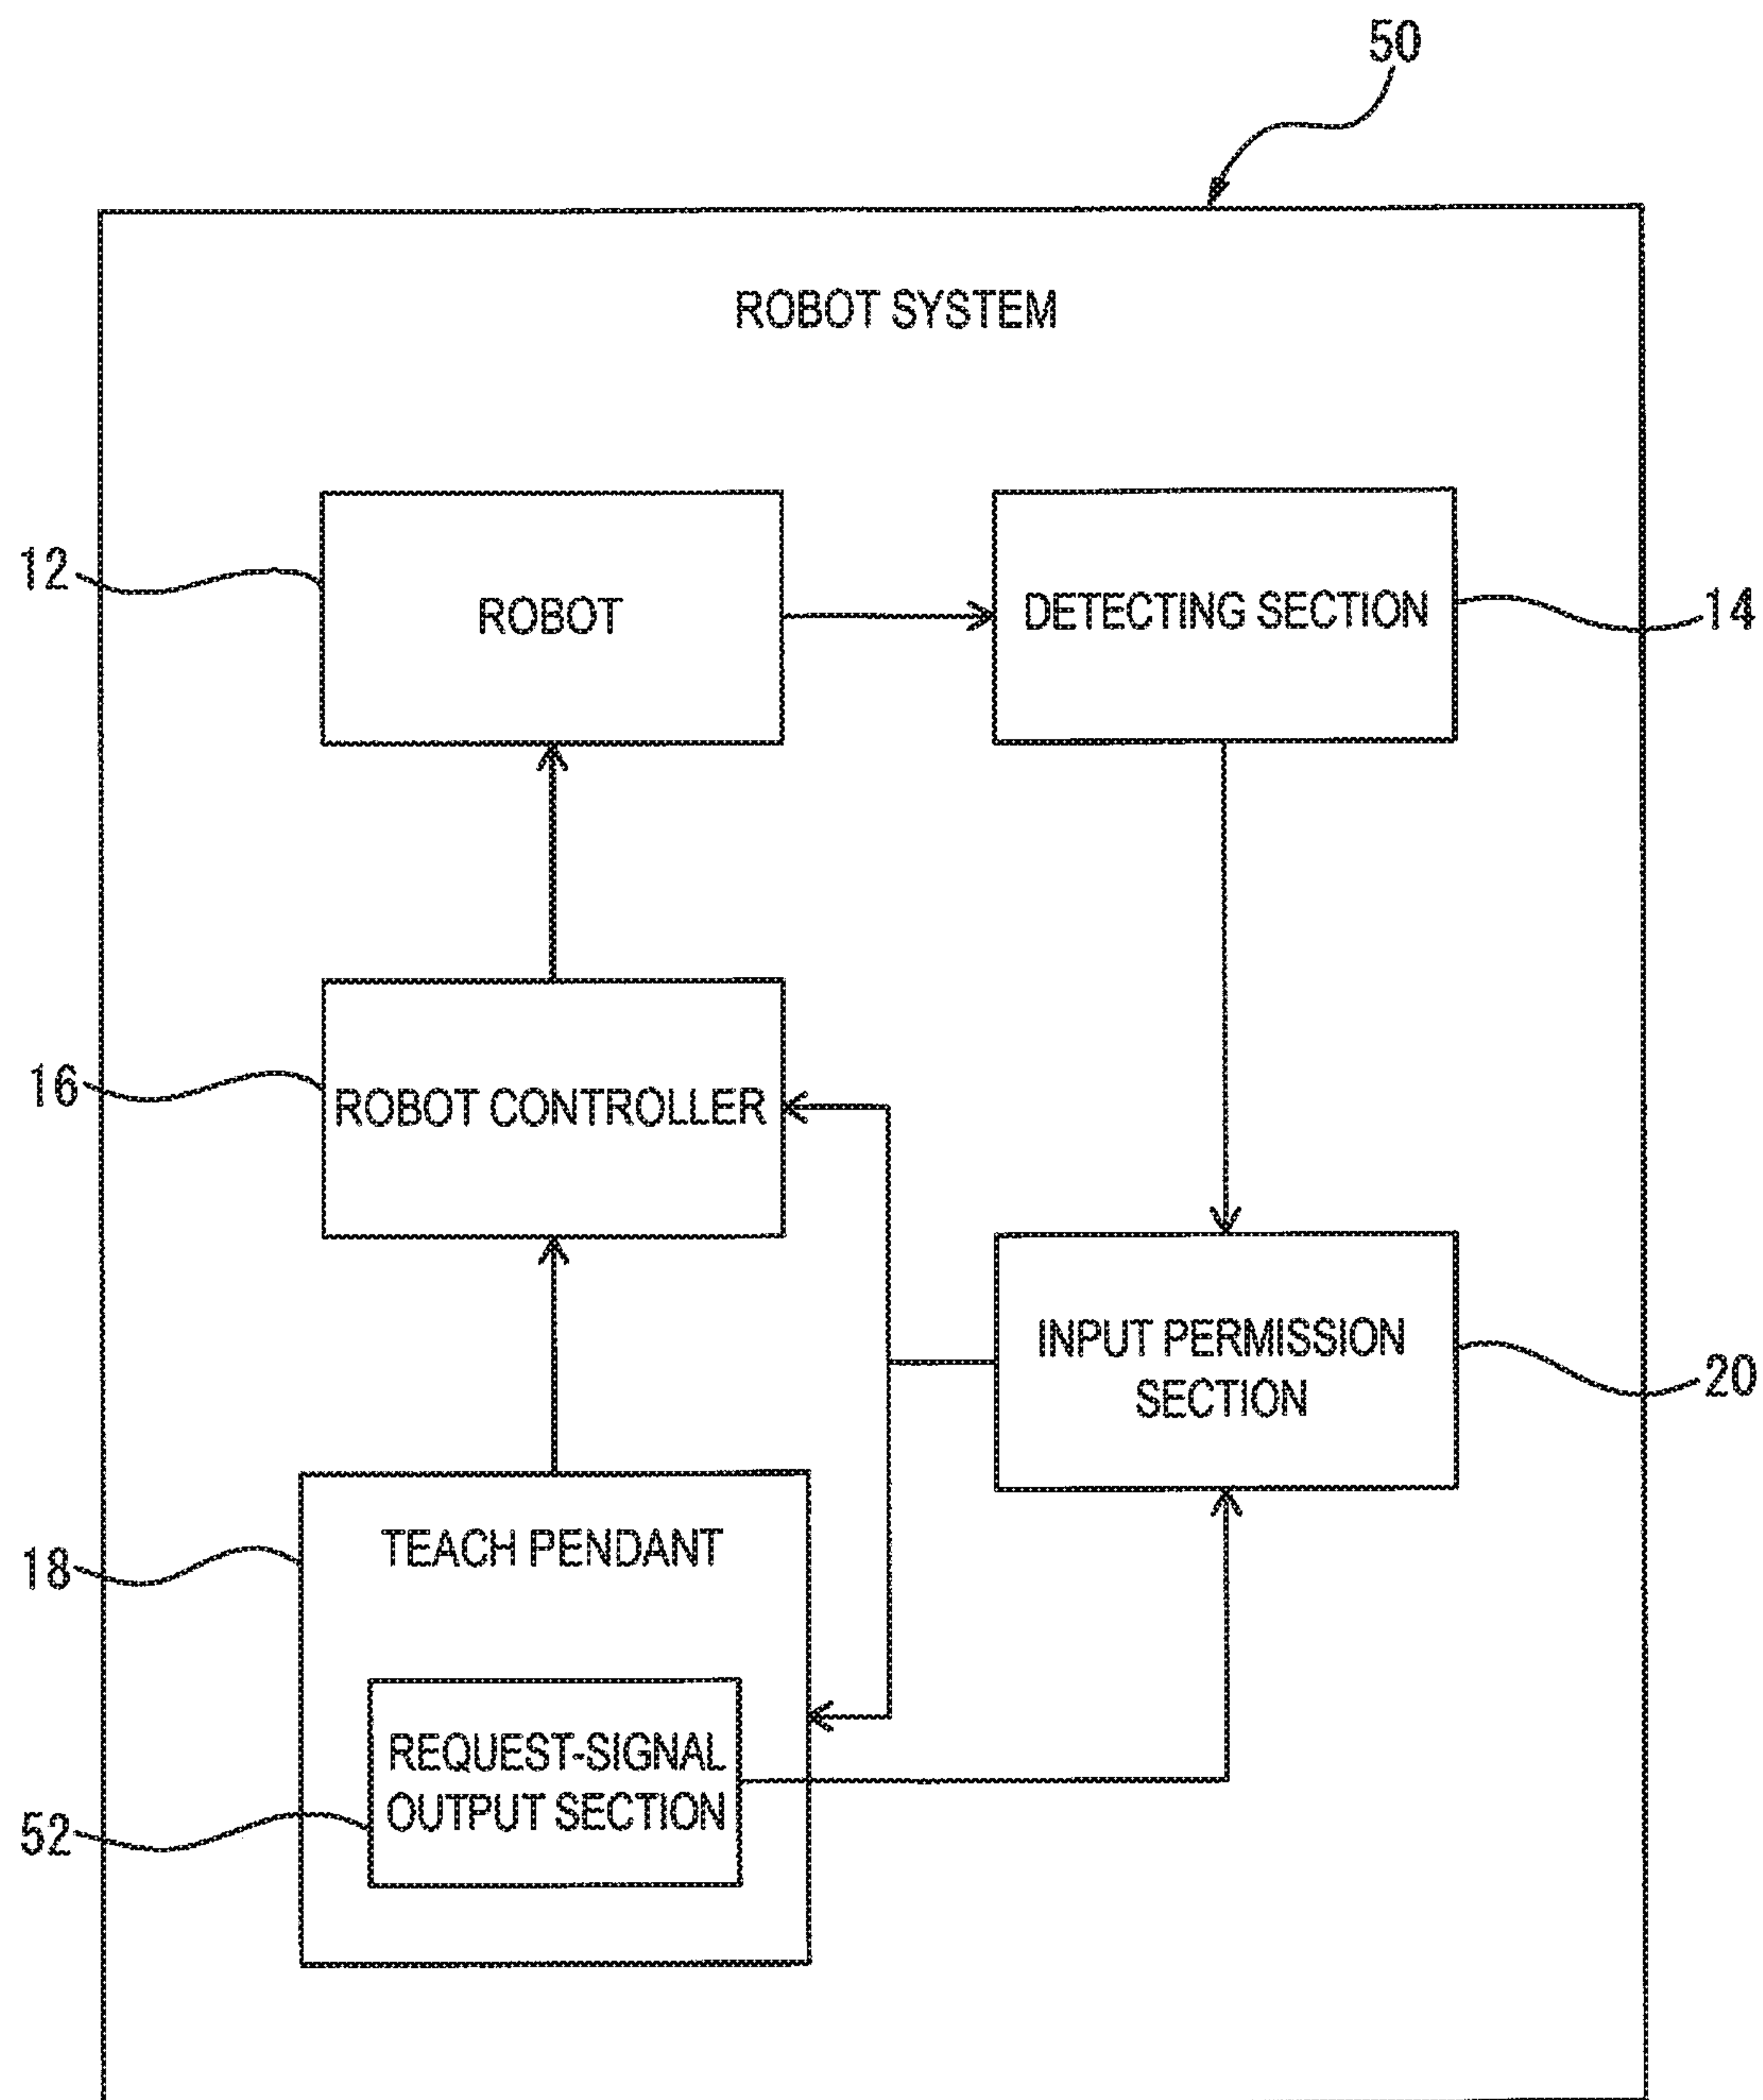 50
ROBOT SYSTEM
12
ROBOT
DETECTING SECTION
14
16
ROBOT CONTROLLER
INPUT PERMISSION
SECTION
20
18
TEACH PENDANT
REQUEST-SIGNAL
OUTPUT SECTION
52